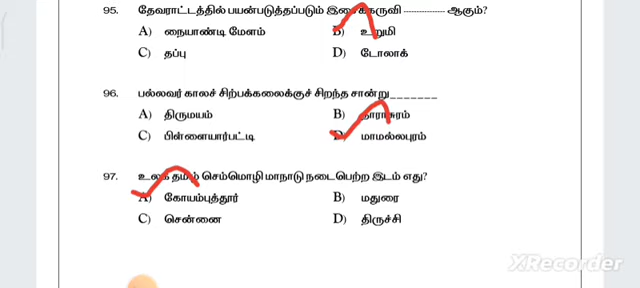 95. தேவராட்டத்தில் பயன்படுத்தப்படும் இசைக்கருவி --------------- ஆகும்?
A) நையாண்டி மேளம் B) உறுமி
C) தப்பு D) டோலாக்
96. பல்லவர் காலச் சிற்பக்கலைக்குச் சிறந்த சான்று_______
A) திருமயம் B) தாராசுரம்
C) பிள்ளையார்பட்டி D) மாமல்லபுரம்
97. உலகத் தமிழ் செம்மொழி மாநாடு நடைபெற்ற இடம் எது?
A) கோயம்புத்தூர் B) மதுரை
C) சென்னை D) திருச்சி
XRecorder